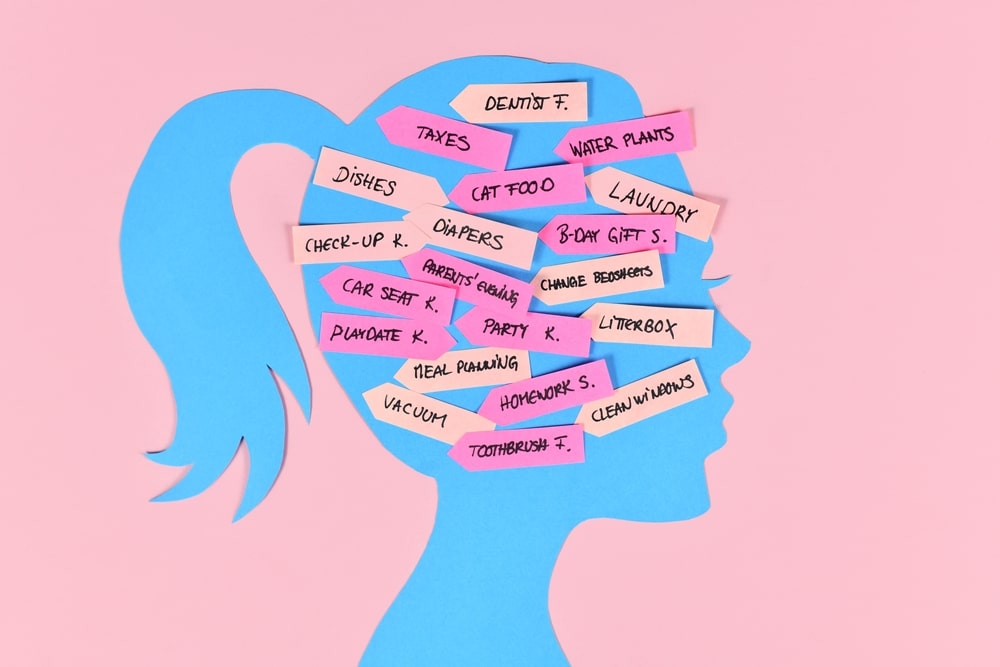 DENTIST F.
TAXES
WATER PLANTS
DISHES
CAT FOOD
LAUNDRY
CHECK-UP K.
DIAPERS
B-DAY GIFT S.
PARENTS' EVENING
CHANGE BEDSHEETS
CAR SEAT K.
PLAYDATE K.
PARTY K.
LITTERBOX
MEAL PLANNING
HOMEWORK S.
CLEAN WINDOWS
VACUUM
TOOTHBRUSH F.